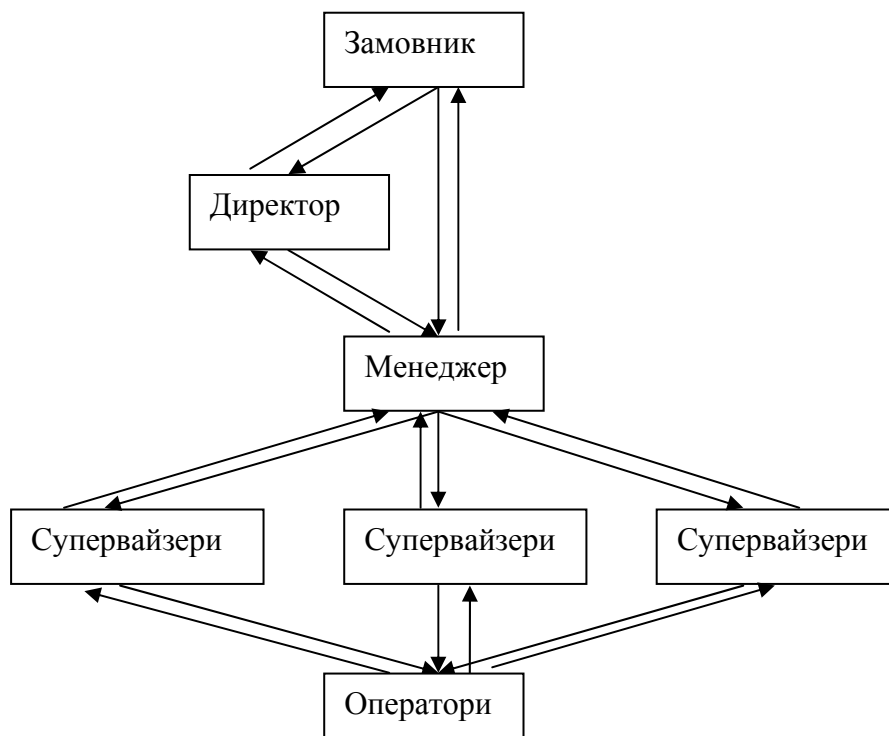 Замовник
Директор
Менеджер
Супервайзери
Супервайзери
Супервайзери
Оператори